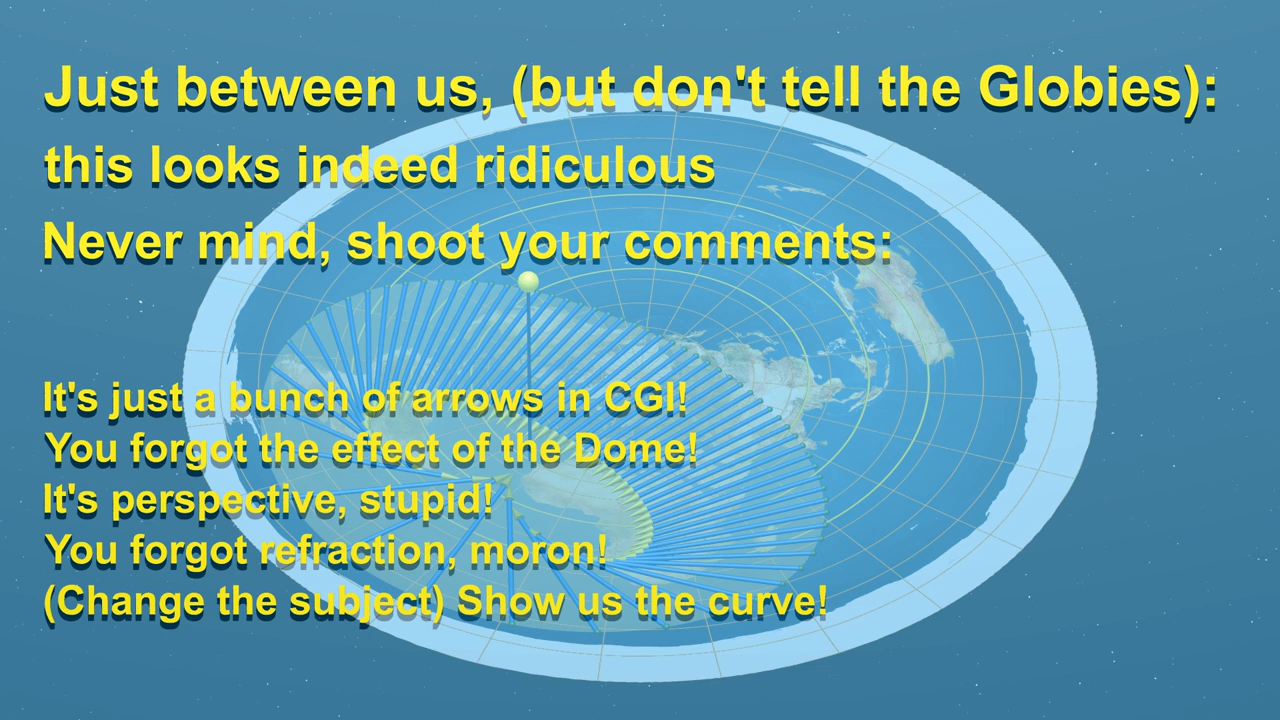 Just between us, (but don't tell the Globies):
this looks indeed ridiculous
Never mind, shoot your comments:
It's just a bunch of arrows in CGI!
You forgot the effect of the Dome!
It's perspective, stupid!
You forgot refraction, moron!
(Change the subject) Show us the curve!